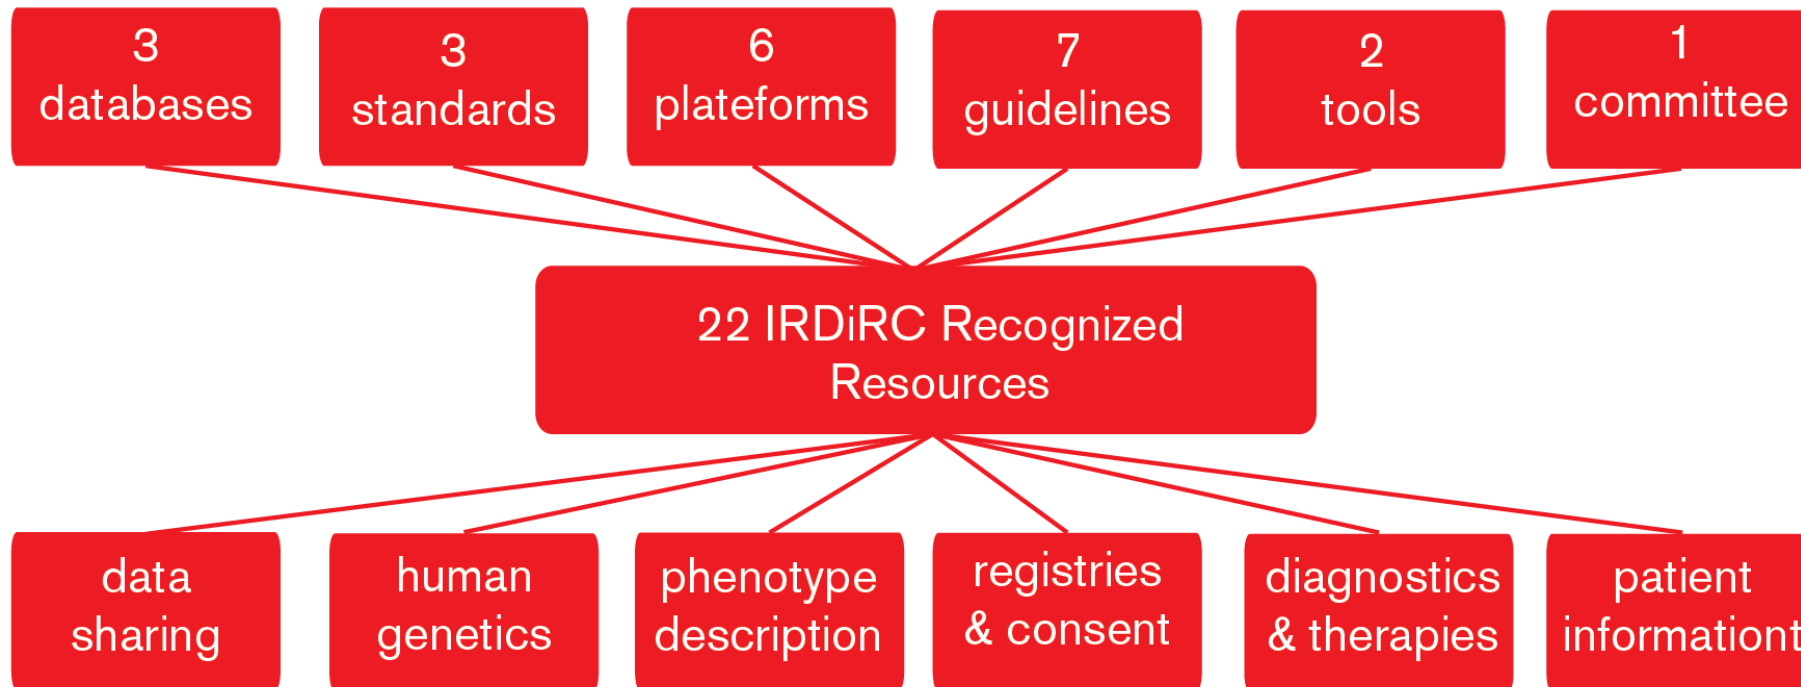 3
databases
3
standards
6
plateforms
7
guidelines
2
tools
1
committee
22 IRDiRC Recognized
Resources
data
sharing
human
genetics
phenotype
description
registries
& consent
diagnostics
& therapies
patient
informationt